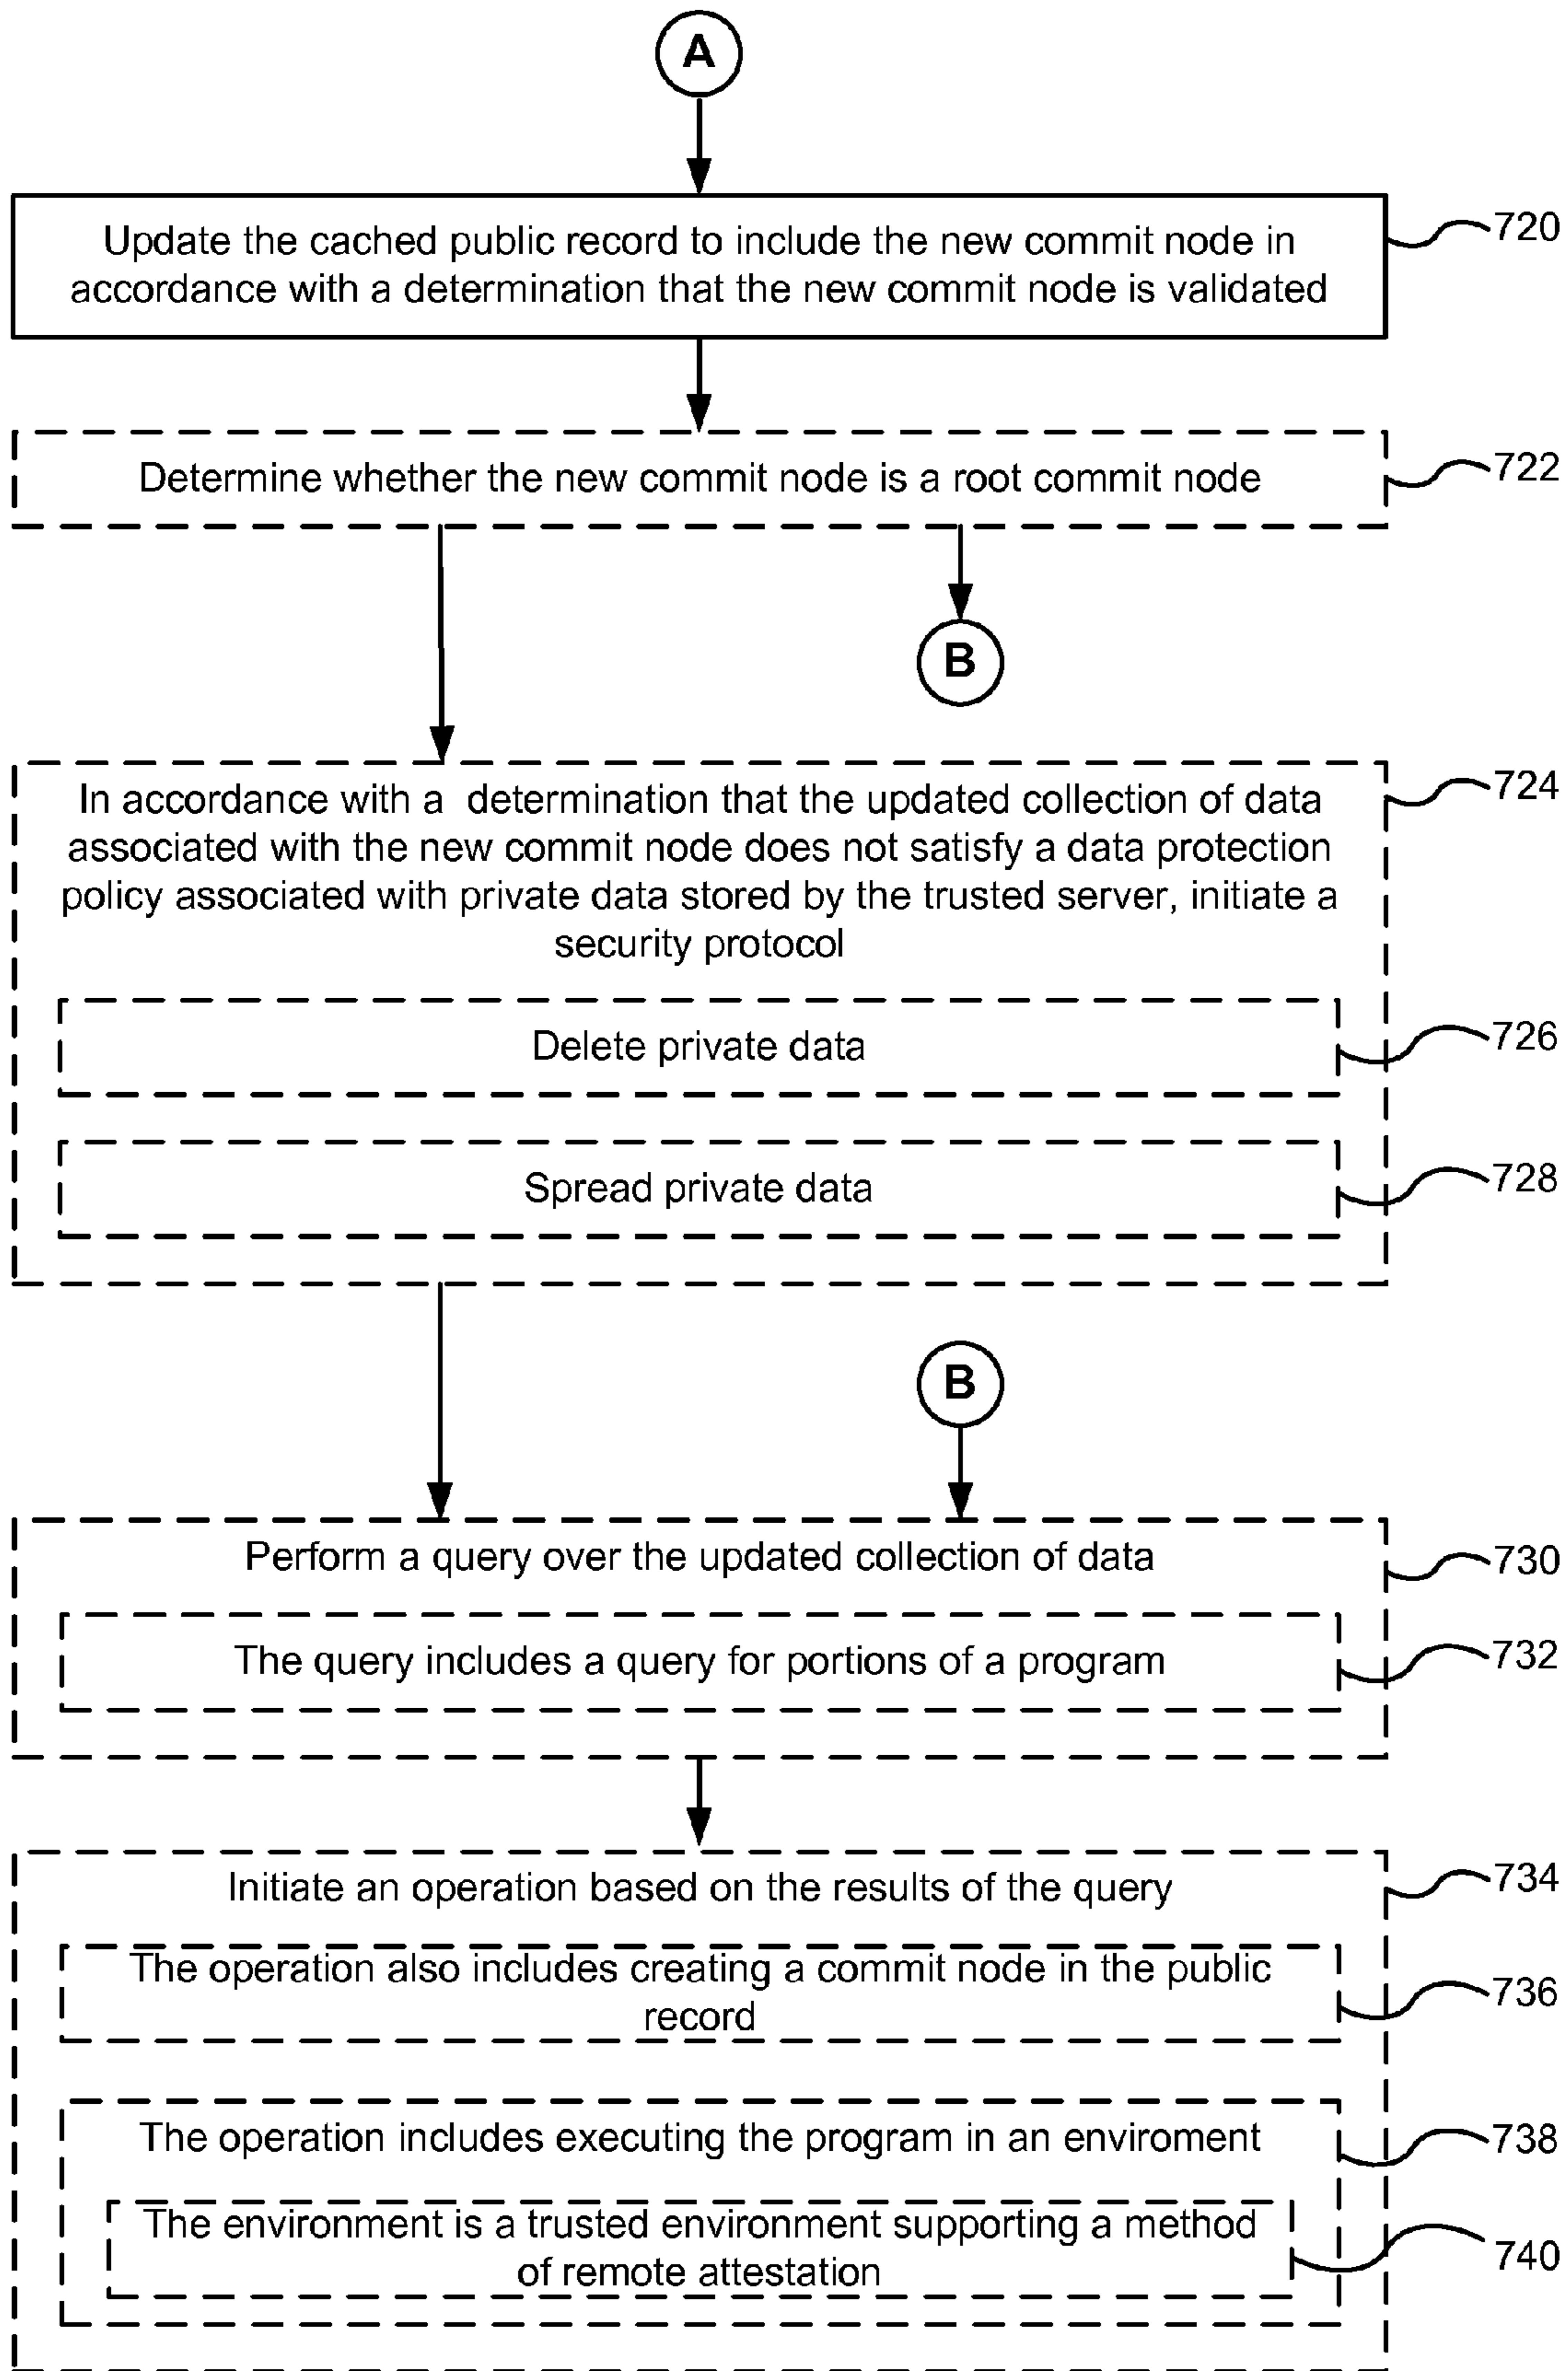 A
Update the cached public record to include the new commit node in
accordance with a determination that the new commit node is validated
720
Determine whether the new commit node is a root commit node
722
B
In accordance with a determination that the updated collection of data
associated with the new commit node does not satisfy a data protection
policy associated with private data stored by the trusted server, initiate a
security protocol
724
Delete private data
726
Spread private data
728
B
Perform a query over the updated collection of data
730
The query includes a query for portions of a program
732
Initiate an operation based on the results of the query
734
The operation also includes creating a commit node in the public
record
736
The operation includes executing the program in an enviroment
738
The environment is a trusted environment supporting a method
of remote attestation
740